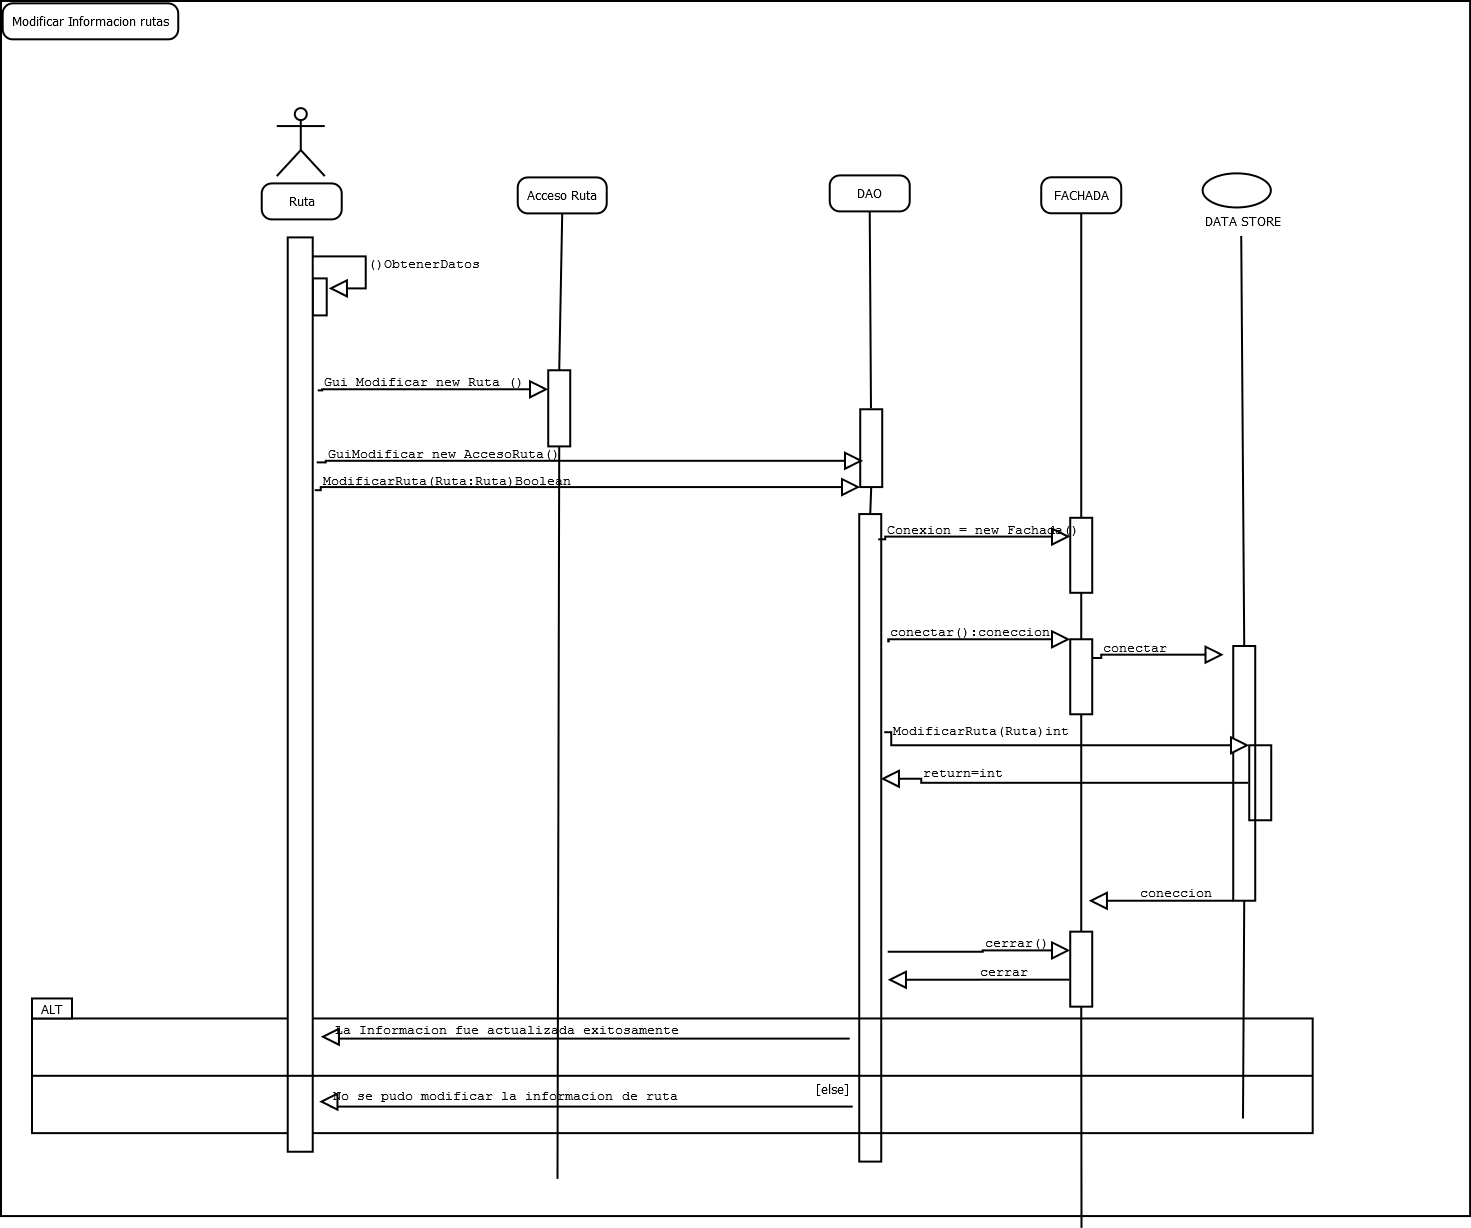 Modificar Informacion rutas
Ruta
Acceso Ruta
DAO
FACHADA
DATA STORE
()ObtenerDatos
Gui Modificar new Ruta ()
GuiModificar new AccesoRuta()
ModificarRuta(Ruta:Ruta)Boolean
Conexion = new Fachada()
conectar():coneccion
conectar
ModificarRuta(Ruta)int
return=int
coneccion
cerrar()
cerrar
ALT
La Informacion fue actualizada exitosamente
[else]
No se pudo modificar la informacion de ruta